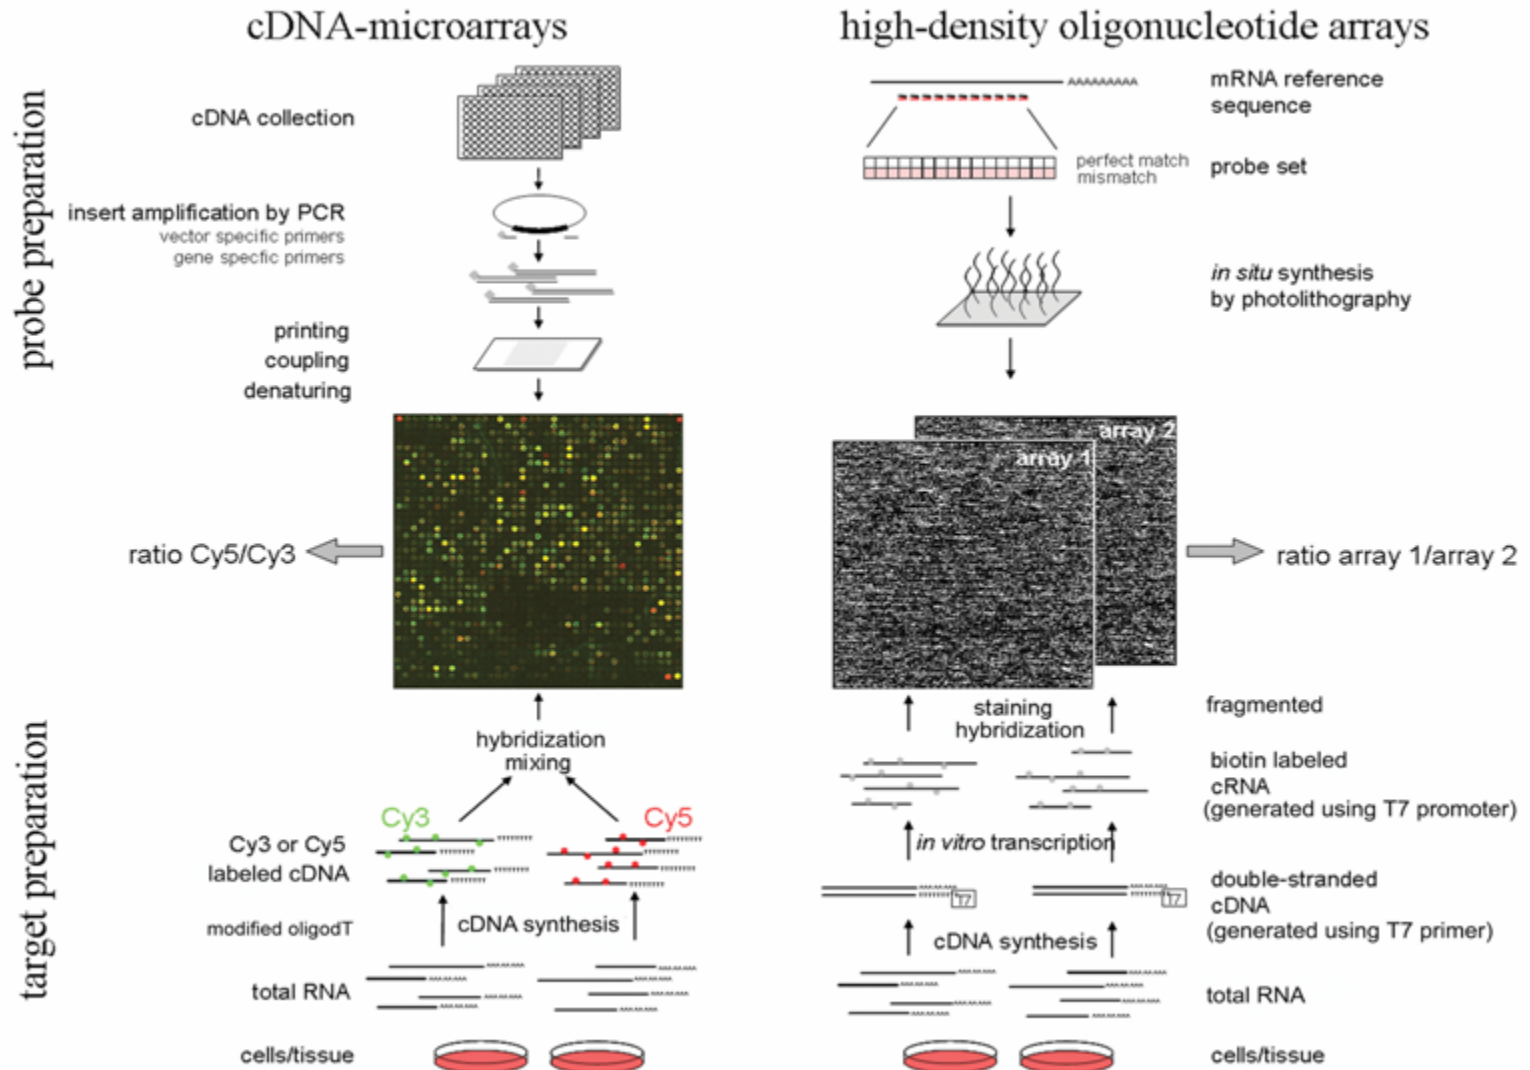 cDNA-microarrays
high-density oligonucleotide arrays
probe preparation
cDNA collection
insert amplification by PCR
vector specific primers
gene specfic primers
printing
coupling
denaturing
AAAAAAAAA
mRNA reference
sequence
perfect match
mismatch
probe set
in situ synthesis
by photolithography
ratio Cy5/Cy3
array 2
array 1
ratio array 1/array 2
target preparation
hybridization
mixing
Cy3
Cy5
Cy3 or Cy5
labeled cDNA
modified oligodT
cDNA synthesis
total RNA
cells/tissue
staining
hybridization
fragmented
biotin labeled
cRNA
(generated using T7 promoter)
in vitro transcription
double-stranded
cDNA
(generated using T7 primer)
T7
T7
cDNA synthesis
total RNA
cells/tissue